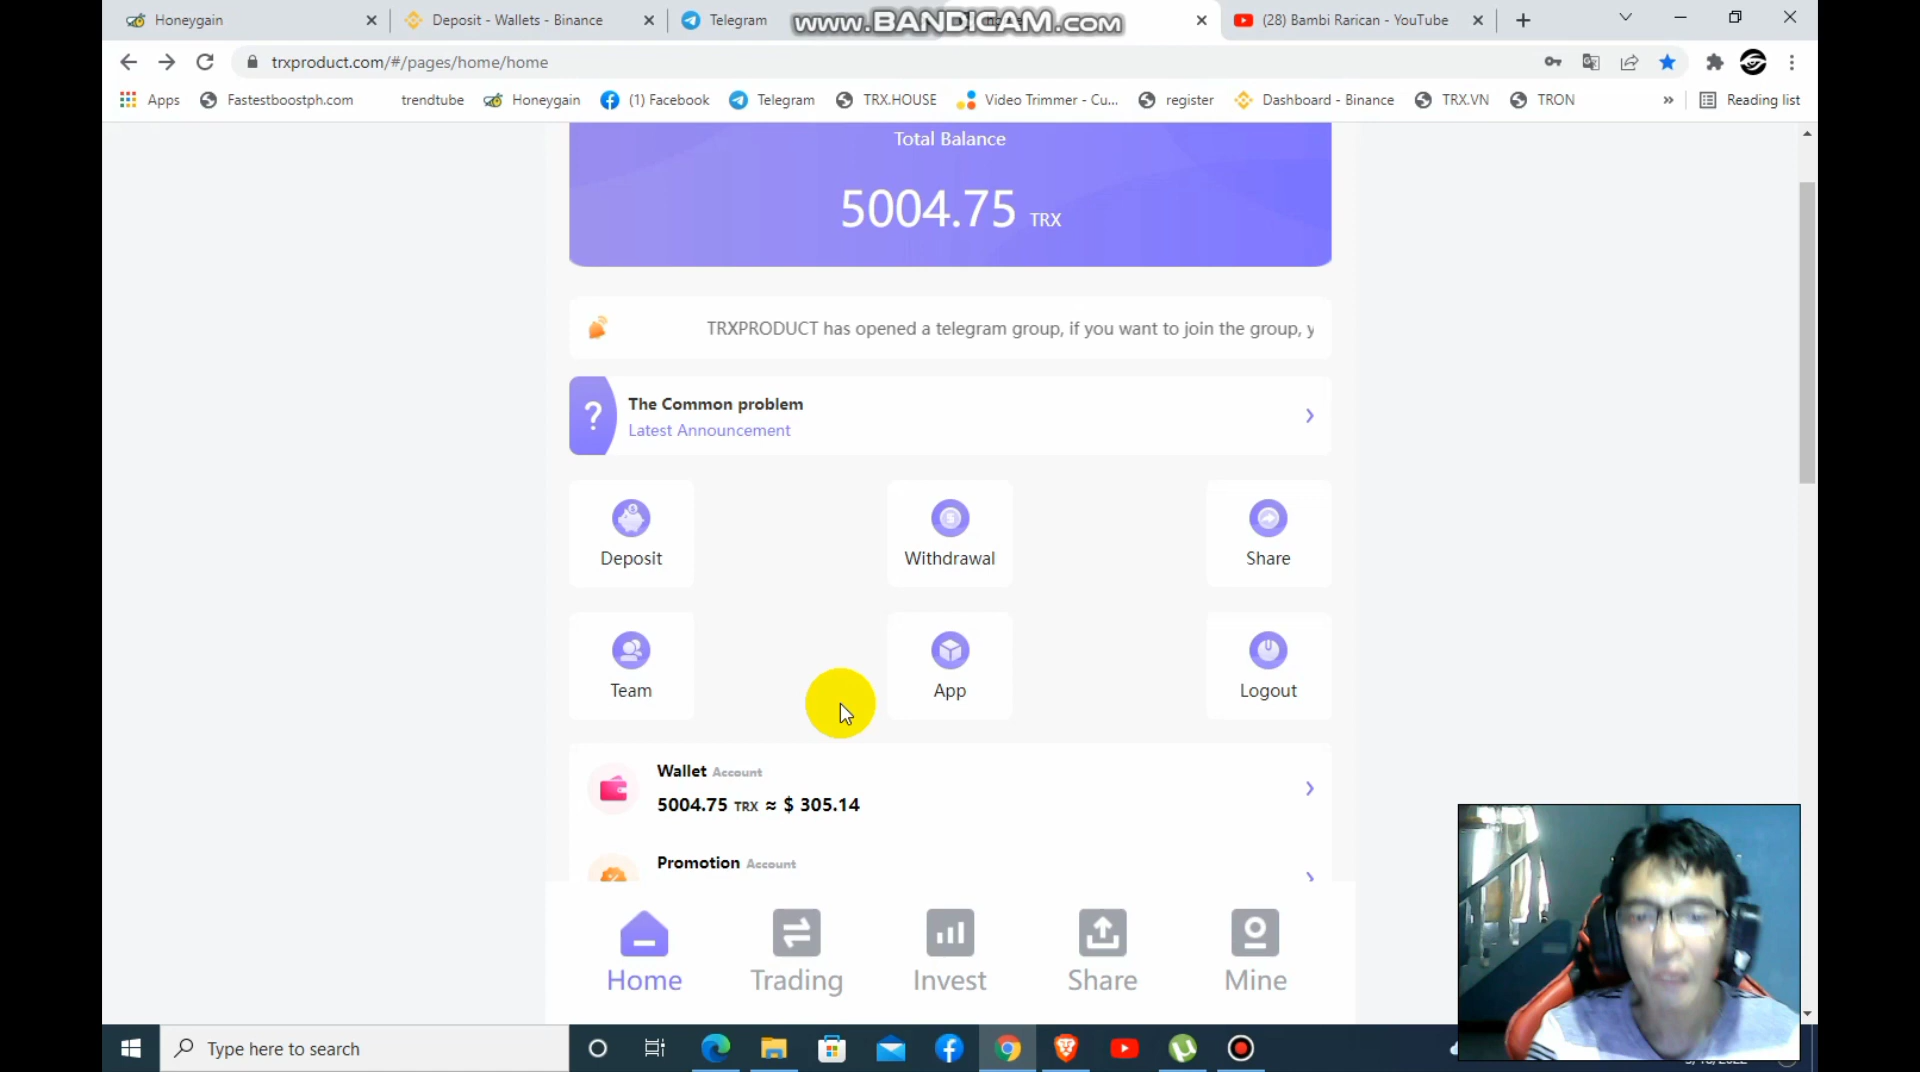 Honeygain
Deposit - Wallets - Binance
Telegram
www.BANDICAM.com
(28) Bambi Rarican - YouTube
trxproduct.com/#/pages/home/home
Apps
Fastestboostph.com
trendtube
Honeygain
(1) Facebook
Telegram
TRX.HOUSE
Video Trimmer - Cu...
register
Dashboard - Binance
TRX.VN
TRON
»
Reading list
Total Balance
5004.75 TRX
TRXPRODUCT has opened a telegram group, if you want to join the group, y
?
The Common problem
Latest Announcement
Deposit
Withdrawal
Share
Team
App
Logout
Wallet Account
5004.75 TRX ≈ $ 305.14
Promotion Account
Home
Trading
Invest
Share
Mine
Type here to search